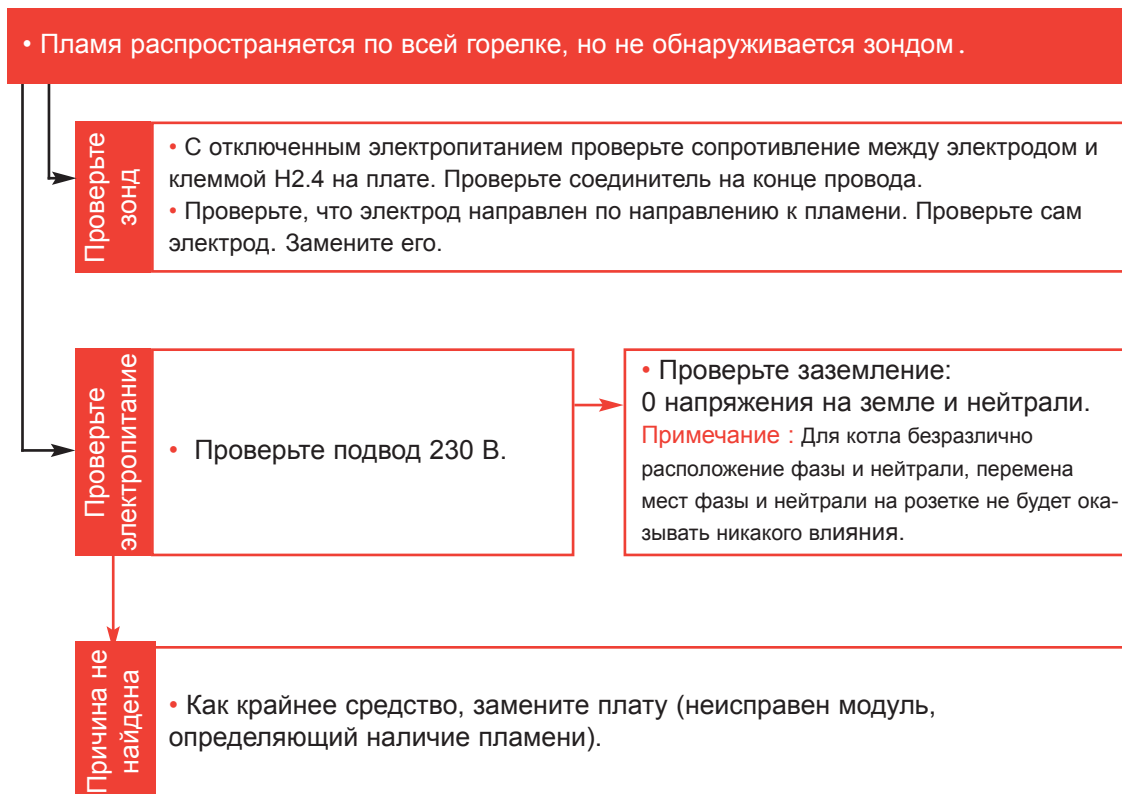 • Пламя распространяется по всей горелке, но не обнаруживается зондом .
Проверьте
зонд
• С отключенным электропитанием проверьте сопротивление между электродом и
клеммой H2.4 на плате. Проверьте соединитель на конце провода.
• Проверьте, что электрод направлен по направлению к пламени. Проверьте сам
электрод. Замените его.
Проверьте
электропитание
• Проверьте подвод 230 В.
• Проверьте заземление:
0 напряжения на земле и нейтрали.
Примечание : Для котла безразлично
расположение фазы и нейтрали, перемена
мест фазы и нейтрали на розетке не будет ока-
зывать никакого влияния.
Причина не
найдена
• Как крайнее средство, замените плату (неисправен модуль,
определяющий наличие пламени).